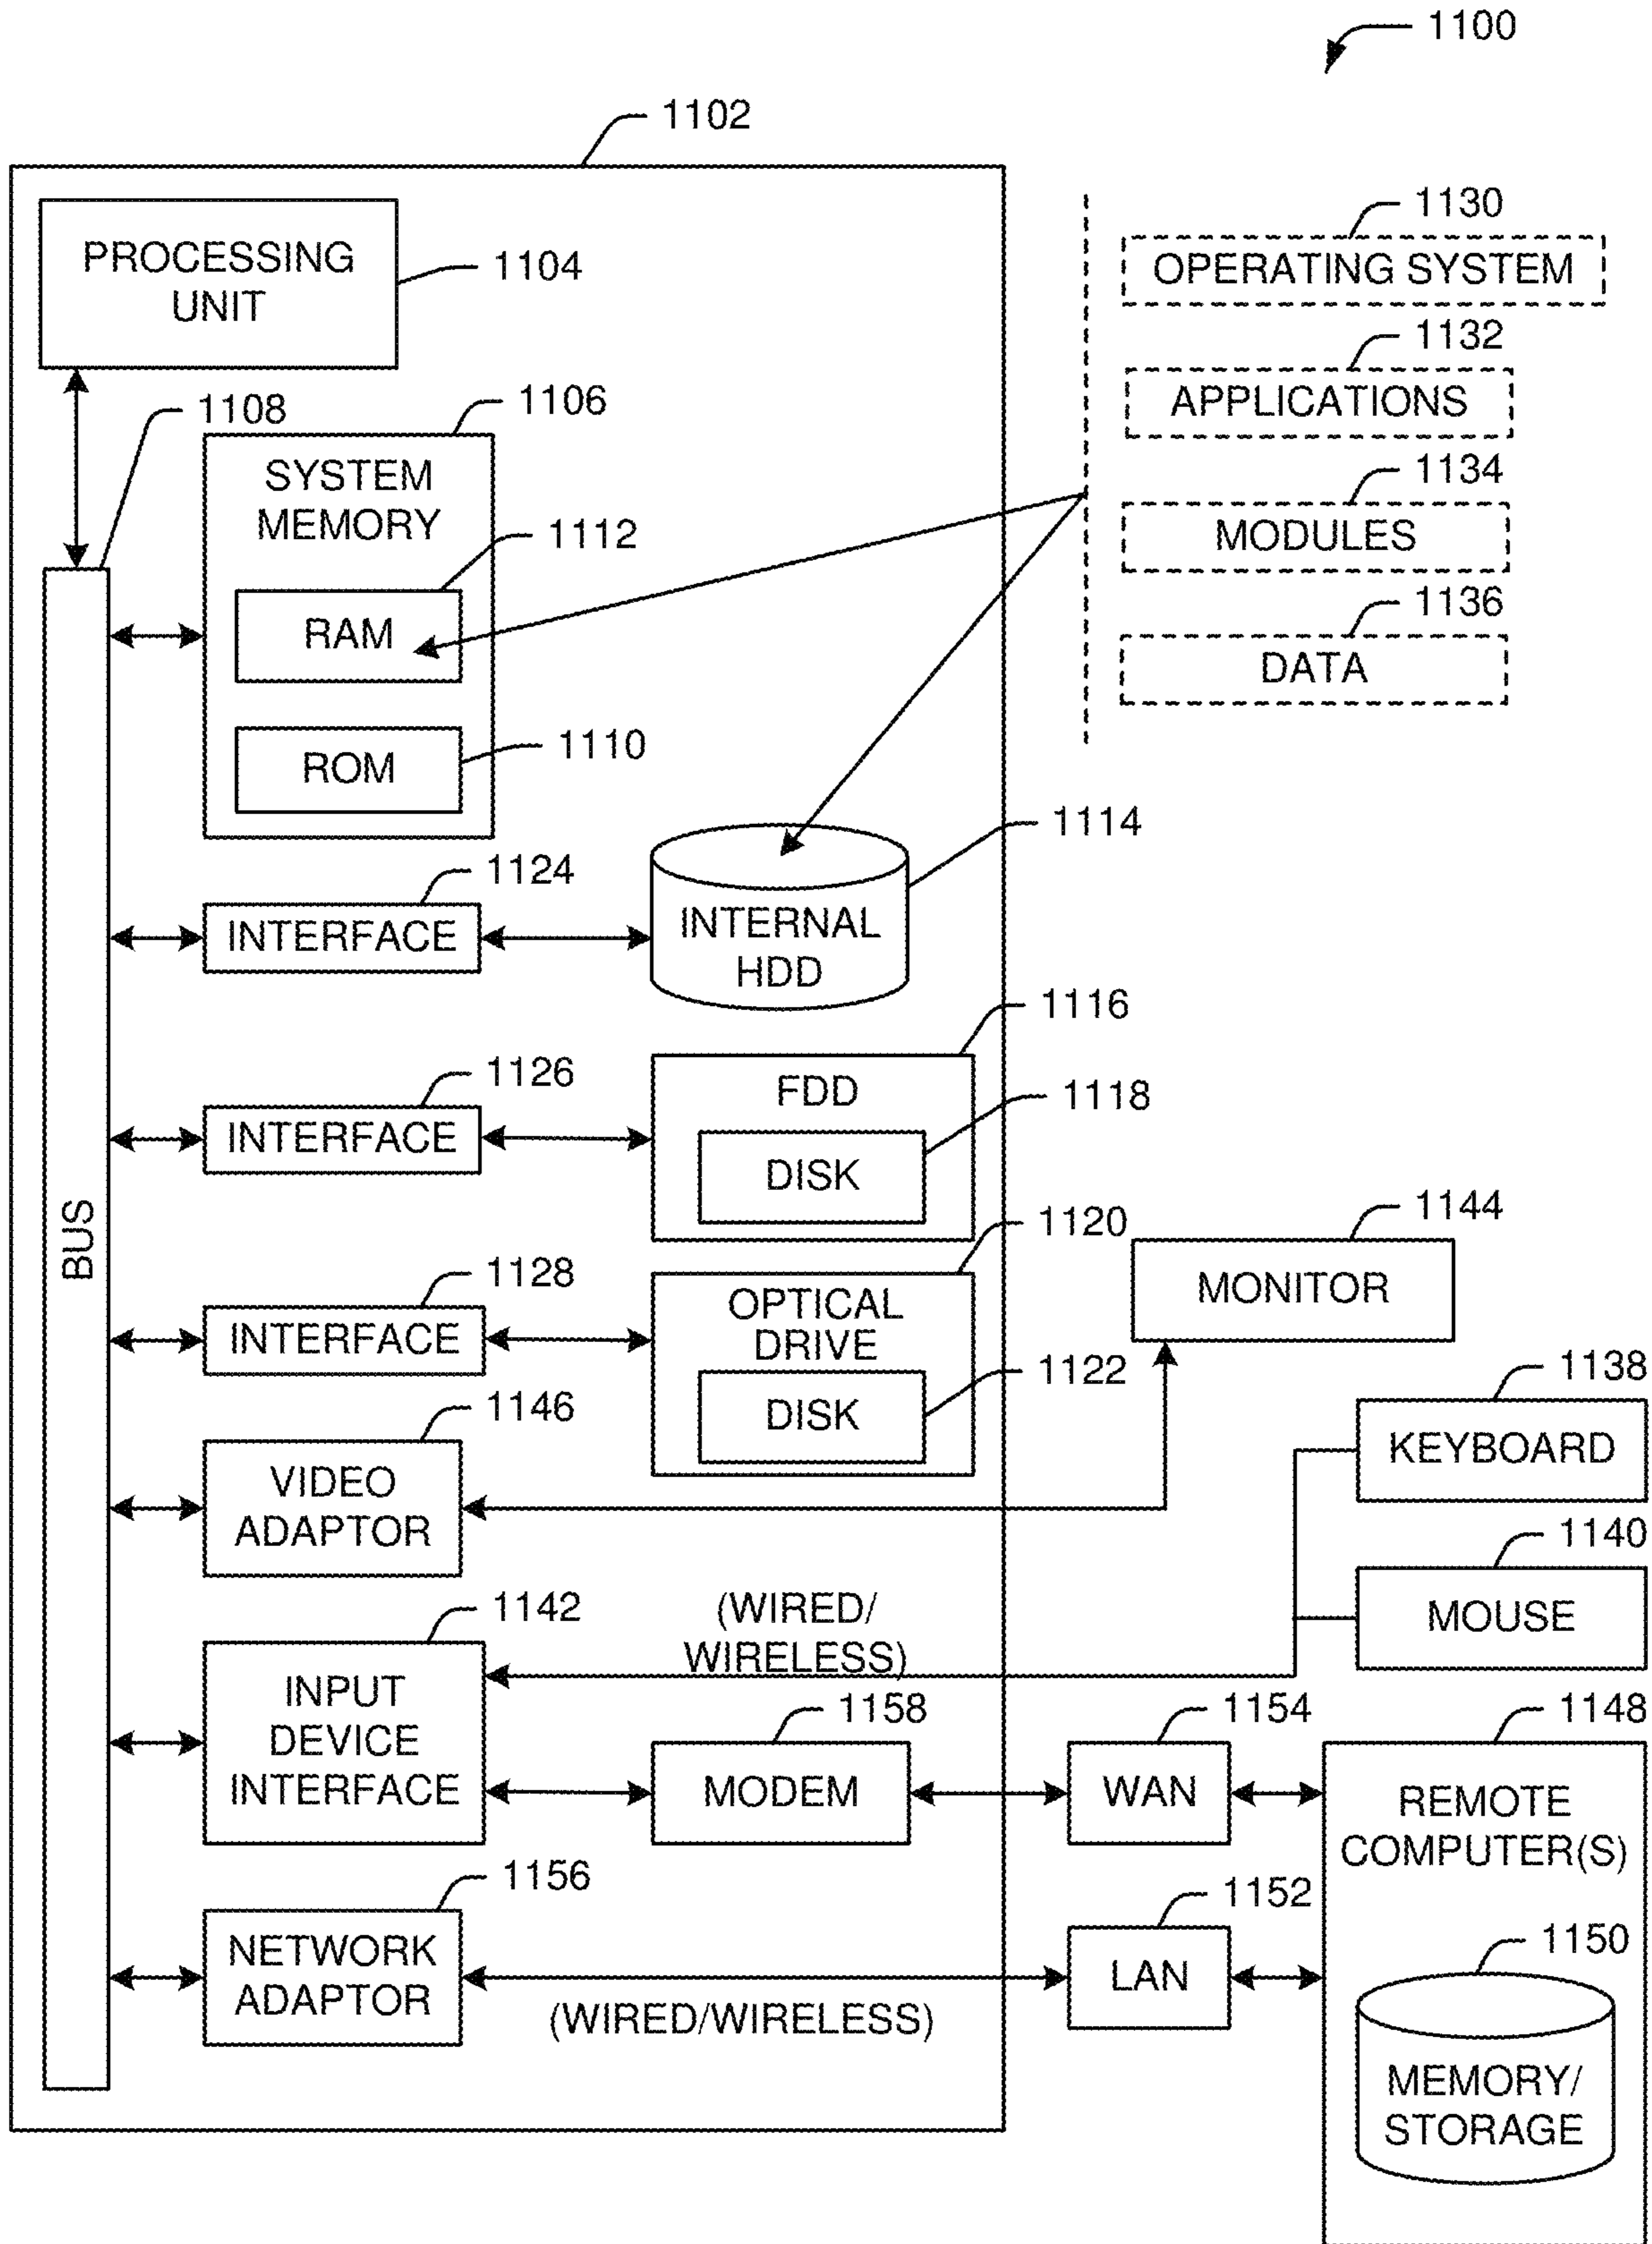 1100
1102
PROCESSING
UNIT
1104
1130
OPERATING SYSTEM
1132
APPLICATIONS
1134
MODULES
1136
DATA
1108
1106
SYSTEM
MEMORY
1112
RAM
1110
ROM
1114
INTERNAL
HDD
1124
INTERFACE
1116
FDD
1118
DISK
1126
INTERFACE
BUS
1120
OPTICAL
DRIVE
1122
DISK
1128
INTERFACE
1144
MONITOR
1146
VIDEO
ADAPTOR
1138
KEYBOARD
1140
MOUSE
(WIRED/
WIRELESS)
1142
INPUT
DEVICE
INTERFACE
1158
MODEM
1154
WAN
1148
REMOTE
COMPUTER(S)
1156
NETWORK
ADAPTOR
(WIRED/WIRELESS)
1152
LAN
1150
MEMORY/
STORAGE